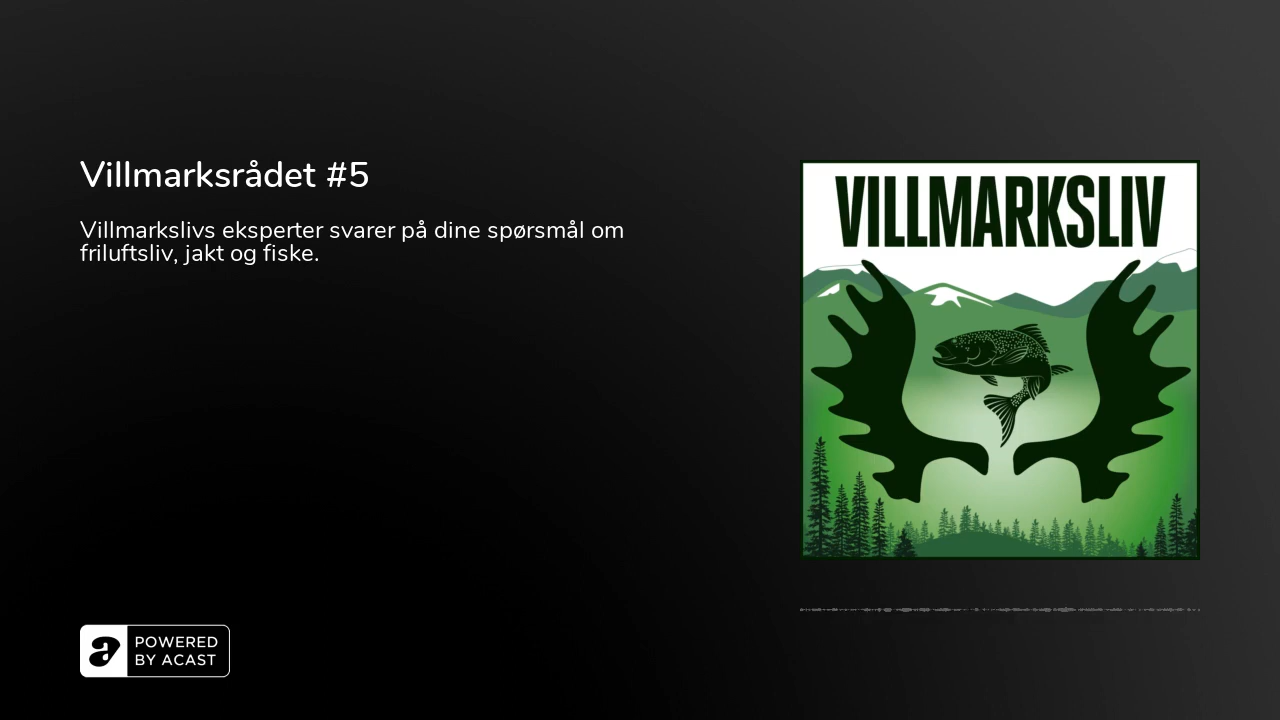 Villmarksrådet #5
Villmarkslivs eksperter svarer på dine spørsmål om
friluftsliv, jakt og fiske.
VILLMARKSLIV
POWERED
BY ACAST